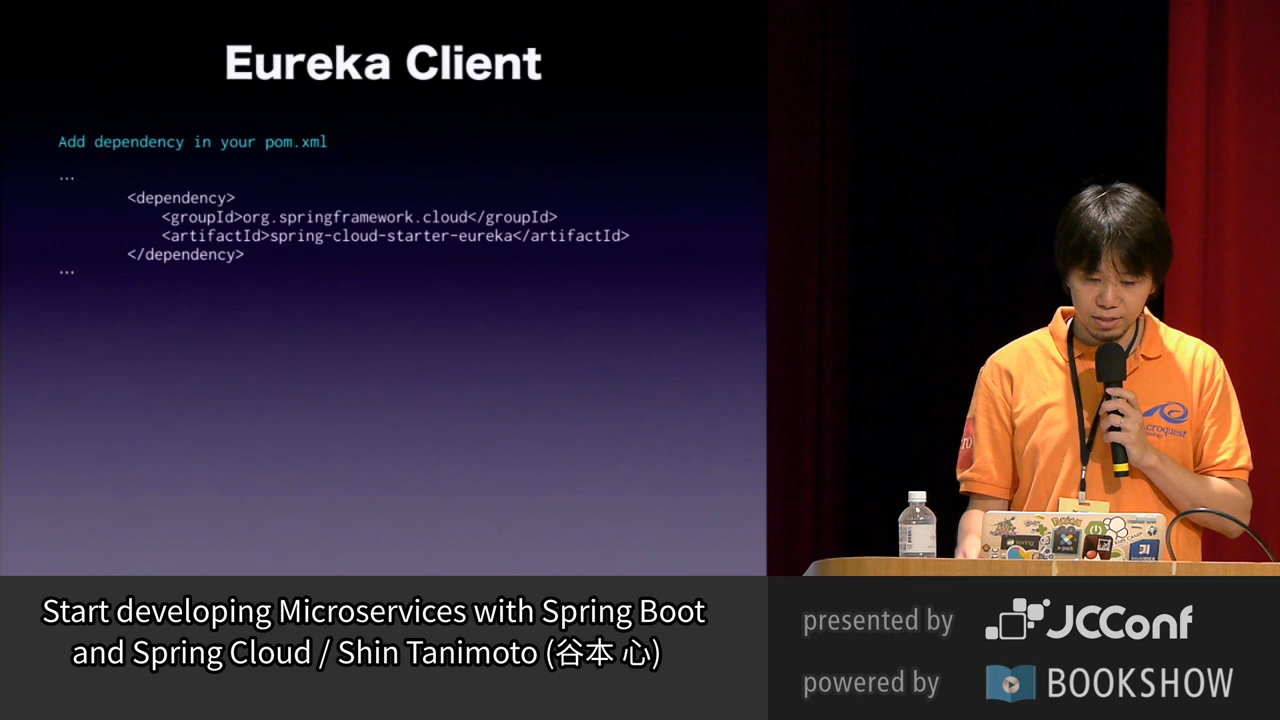 Eureka Client
Add dependency in your pom.xml
...
<dependency>
<groupId>org.springframework.cloud</groupId>
<artifactId>spring-cloud-starter-eureka</artifactId>
</dependency>
...
croquest
spring
Start developing Microservices with Spring Boot
and Spring Cloud / Shin Tanimoto (谷本 心)
presented by JCConf
powered by BOOKSHOW